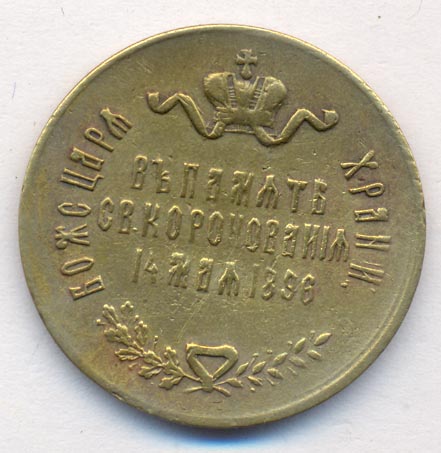 БОЖЕ ЦАРЯ ХРАНИ.
ВЪ ПАМЯТЬ
СВ. КОРОНОВАНІЯ
14 МАЯ 1896